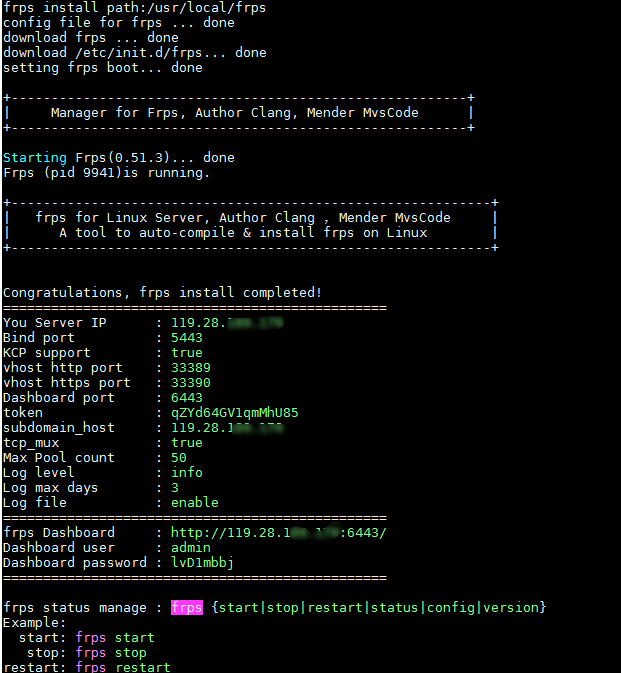 frps install path:/usr/local/frps
config file for frps ... done
download frps ... done
download /etc/init.d/frps... done
setting frps boot... done
+---------------------------------------------------------+
|     Manager for Frps, Author Clang, Mender MvsCode      |
+---------------------------------------------------------+
Starting Frps(0.51.3)... done
Frps (pid 9941)is running.
+------------------------------------------------------------+
|   frps for Linux Server, Author Clang , Mender MvsCode     |
|      A tool to auto-compile & install frps on Linux        |
+------------------------------------------------------------+
Congratulations, frps install completed!
================================================
You Server IP      : 119.28.
Bind port          : 5443
KCP support        : true
vhost http port    : 33389
vhost https port   : 33390
Dashboard port     : 6443
token              : qZYd64GV1qmMhU85
subdomain_host     : 119.28.1
tcp_mux            : true
Max Pool count     : 50
Log level          : info
Log max days       : 3
Log file           : enable
================================================
frps Dashboard     : http://119.28.1 :6443/
Dashboard user     : admin
Dashboard password : lvD1mbbj
================================================
frps status manage : frps {start|stop|restart|status|config|version}
Example:
  start: frps start
   stop: frps stop
restart: frps restart